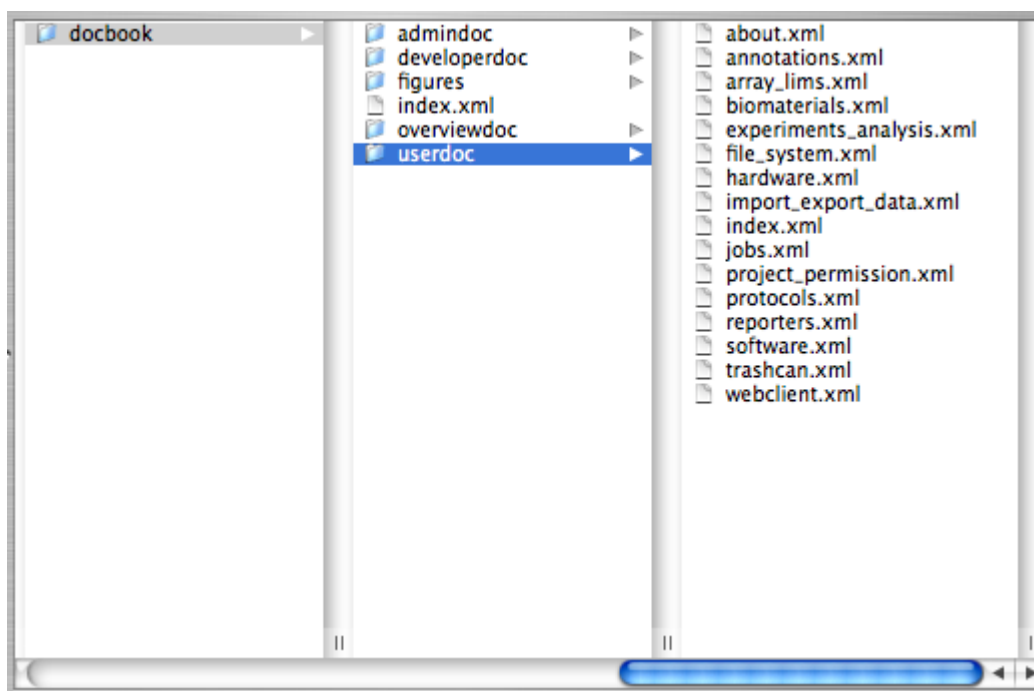 docbook
admindoc
developerdoc
figures
index.xml
overviewdoc
userdoc
about.xml
annotations.xml
array_lims.xml
biomaterials.xml
experiments_analysis.xml
file_system.xml
hardware.xml
import_export_data.xml
index.xml
jobs.xml
project_permission.xml
protocols.xml
reporters.xml
software.xml
trashcan.xml
webclient.xml